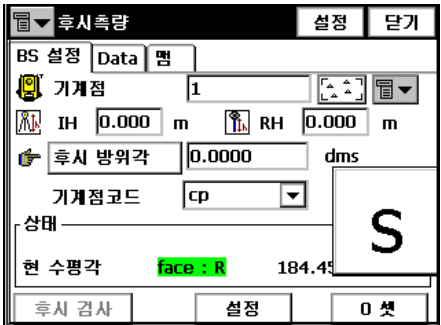 후시측량 설정 닫기
BS 설정 Data 맵
기계점 1
IH 0.000 m RH 0.000 m
후시 방위각 0.0000 dms
기계점코드 cp
S
상태
현 수평각 face : R 184.45
후시 검사 설정 0 셋